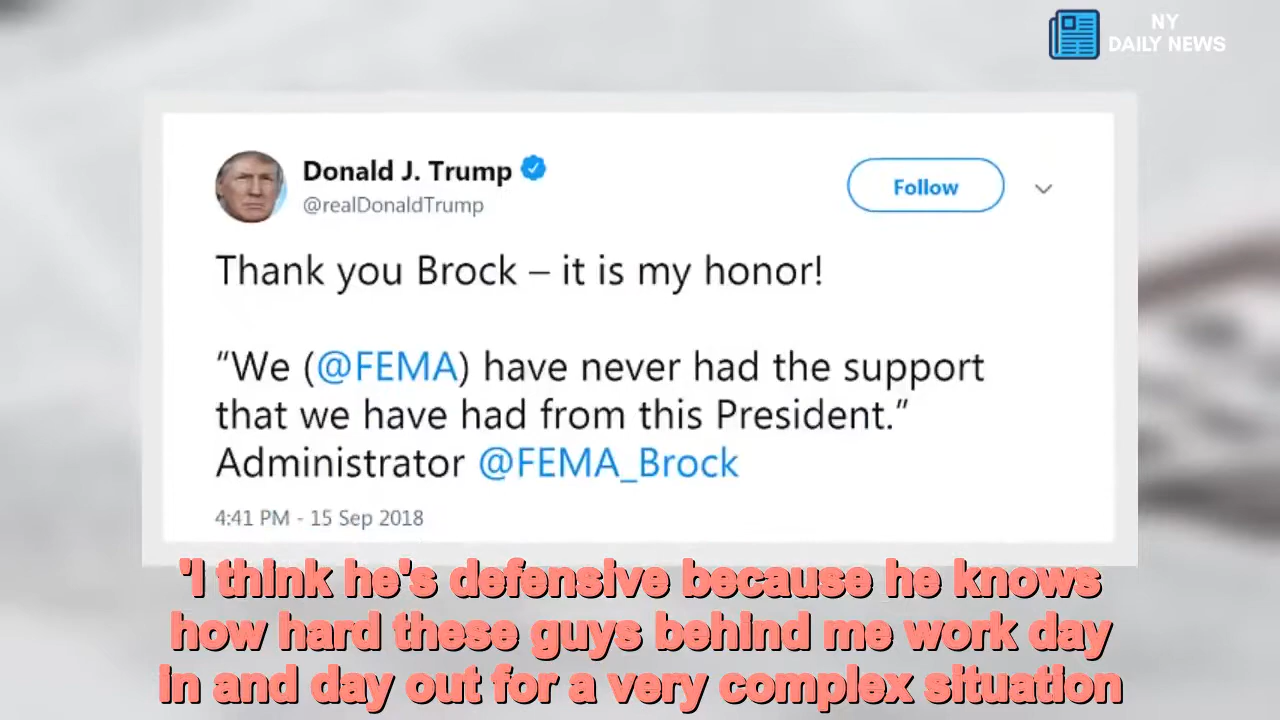 NY
DAILY NEWS
Donald J. Trump
@realDonaldTrump
Follow
Thank you Brock – it is my honor!
“We (@FEMA) have never had the support
that we have had from this President.”
Administrator @FEMA_Brock
4:41 PM - 15 Sep 2018
'I think he's defensive because he knows
how hard these guys behind me work day
in and day out for a very complex situation